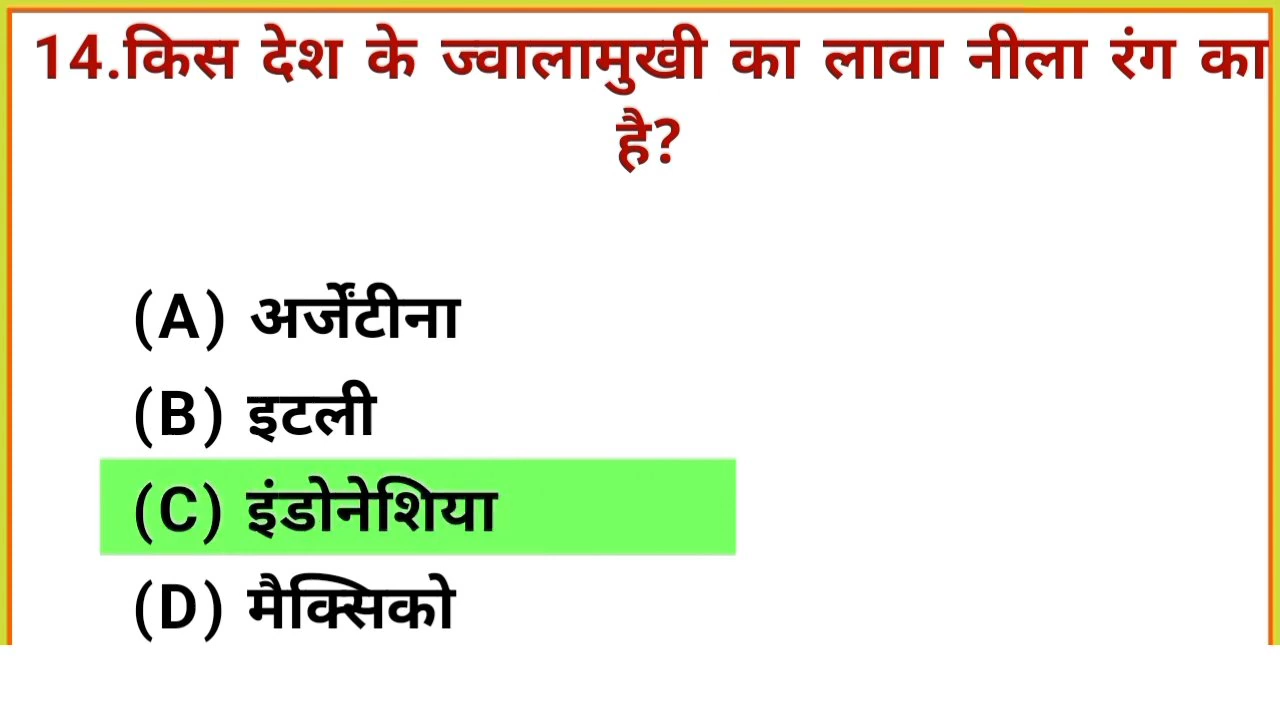 14.किस देश के ज्वालामुखी का लावा नीला रंग का
है?
(A) अर्जेंटीना
(B) इटली
(C) इंडोनेशिया
(D) मैक्सिको